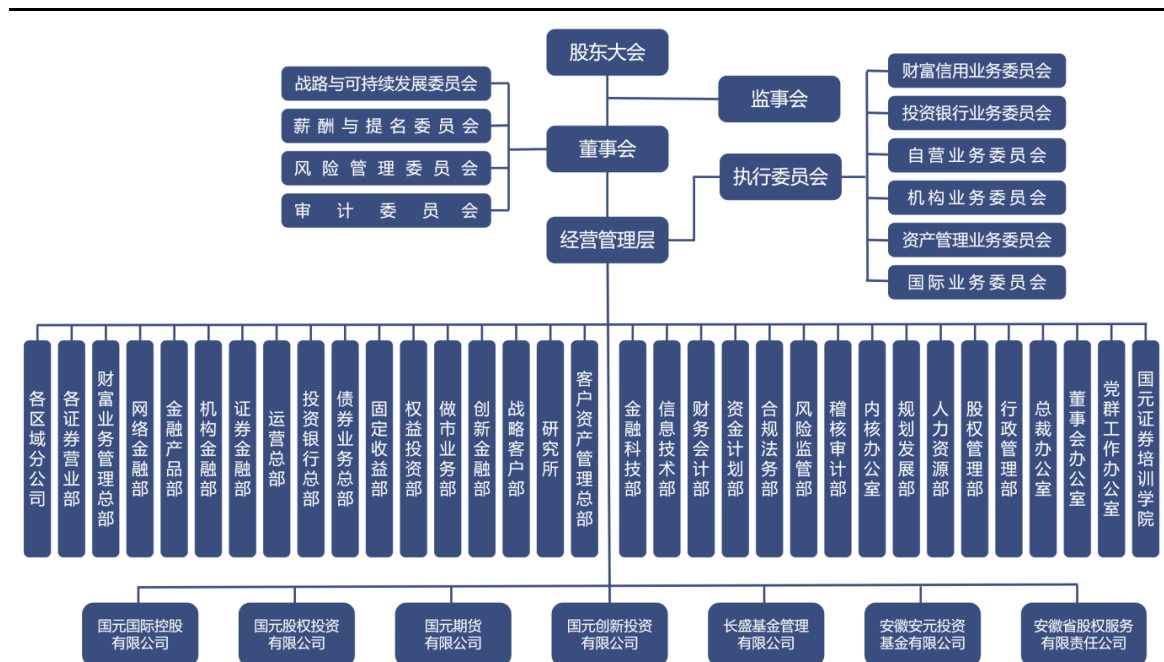 股东大会
监事会
董事会
战略与可持续发展委员会
薪酬与提名委员会
风险管理委员会
审计委员会
经营管理层
执行委员会
财富信用业务委员会
投资银行业务委员会
自营业务委员会
机构业务委员会
资产管理业务委员会
国际业务委员会
各区域分公司
各证券营业部
财富业务管理总部
网络金融部
金融产品部
机构金融部
证券金融部
运营总部
投资银行总部
债券业务总部
固定收益部
权益投资部
做市业务部
创新金融部
战略客户部
研究所
客户资产管理总部
金融科技部
信息技术部
财务会计部
资金计划部
合规法务部
风险监管部
稽核审计部
内核办公室
规划发展部
人力资源部
股权管理部
行政管理部
总裁办公室
董事会办公室
党群工作办公室
国元证券培训学院
国元国际控股
有限公司
国元股权投资
有限公司
国元期货
有限公司
国元创新投资
有限公司
长盛基金管理
有限公司
安徽安元投资
基金有限公司
安徽省股权服务
有限责任公司